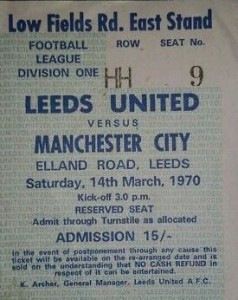 Low Fields Rd. East Stand
FOOTBALL ROW SEAT No.
LEAGUE
DIVISION ONE HH 9
LEEDS UNITED
VERSUS
MANCHESTER CITY
ELLAND ROAD, LEEDS
Saturday, 14th March, 1970
Kick-off 3.0 p.m.
RESERVED SEAT
Admit through Turnstile as allocated
ADMISSION 15/-
In the event of postponement through any cause this
ticket will be available on the re-arranged date and is
sold on the understanding that NO CASH REFUND in
respect of it can be entertained.
K. Archer, General Manager, Leeds United A.F.C.